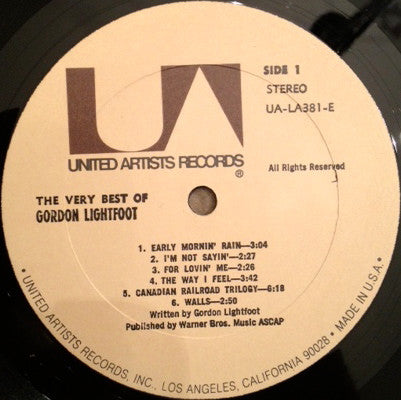 UA
SIDE 1
STEREO
UA-LA381-E
UNITED ARTISTS RECORDS
®
All Rights Reserved
THE VERY BEST OF
GORDON LIGHTFOOT
1. EARLY MORNIN' RAIN—3:04
2. I'M NOT SAYIN'—2:27
3. FOR LOVIN' ME—2:26
4. THE WAY I FEEL—3:42
5. CANADIAN RAILROAD TRILOGY—6:18
6. WALLS—2:50
Written by Gordon Lightfoot
Published by Warner Bros. Music ASCAP
• UNITED ARTISTS RECORDS, INC., LOS ANGELES, CALIFORNIA 90028 • MADE IN U.S.A. •